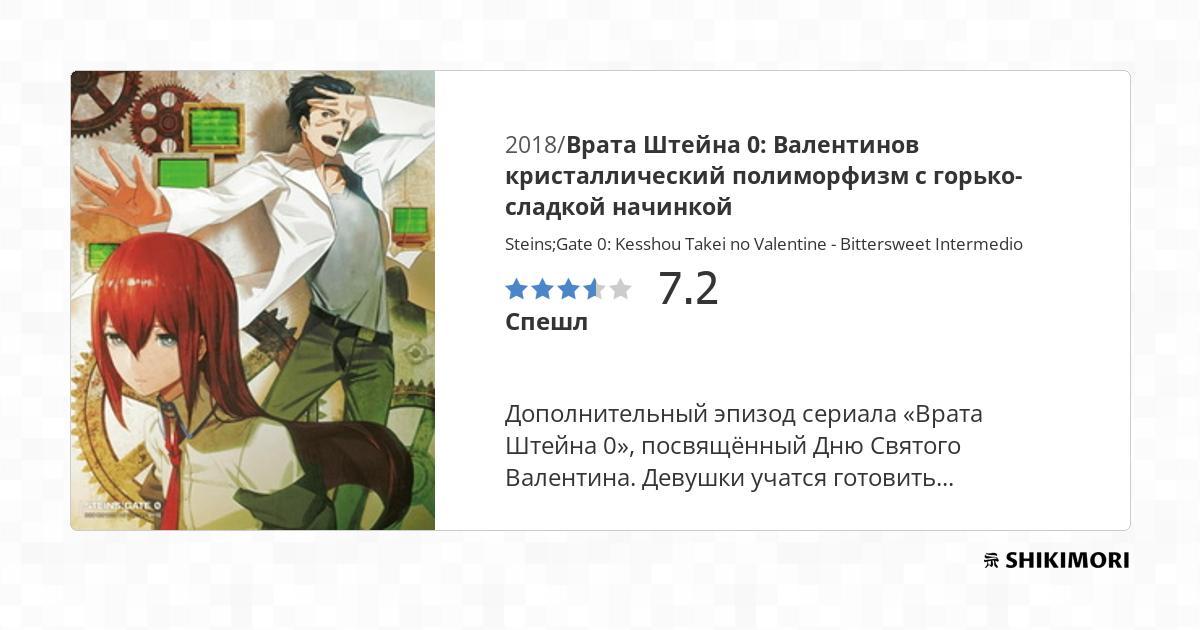 2018/Врата Штейна 0: Валентинов
кристаллический полиморфизм с горько-
сладкой начинкой
Steins;Gate 0: Kesshou Takei no Valentine - Bittersweet Intermedio
7.2
Спешл
Дополнительный эпизод сериала «Врата
Штейна 0», посвящённый Дню Святого
Валентина. Девушки учатся готовить...
STEINS;GATE 0
SHIKIMORI